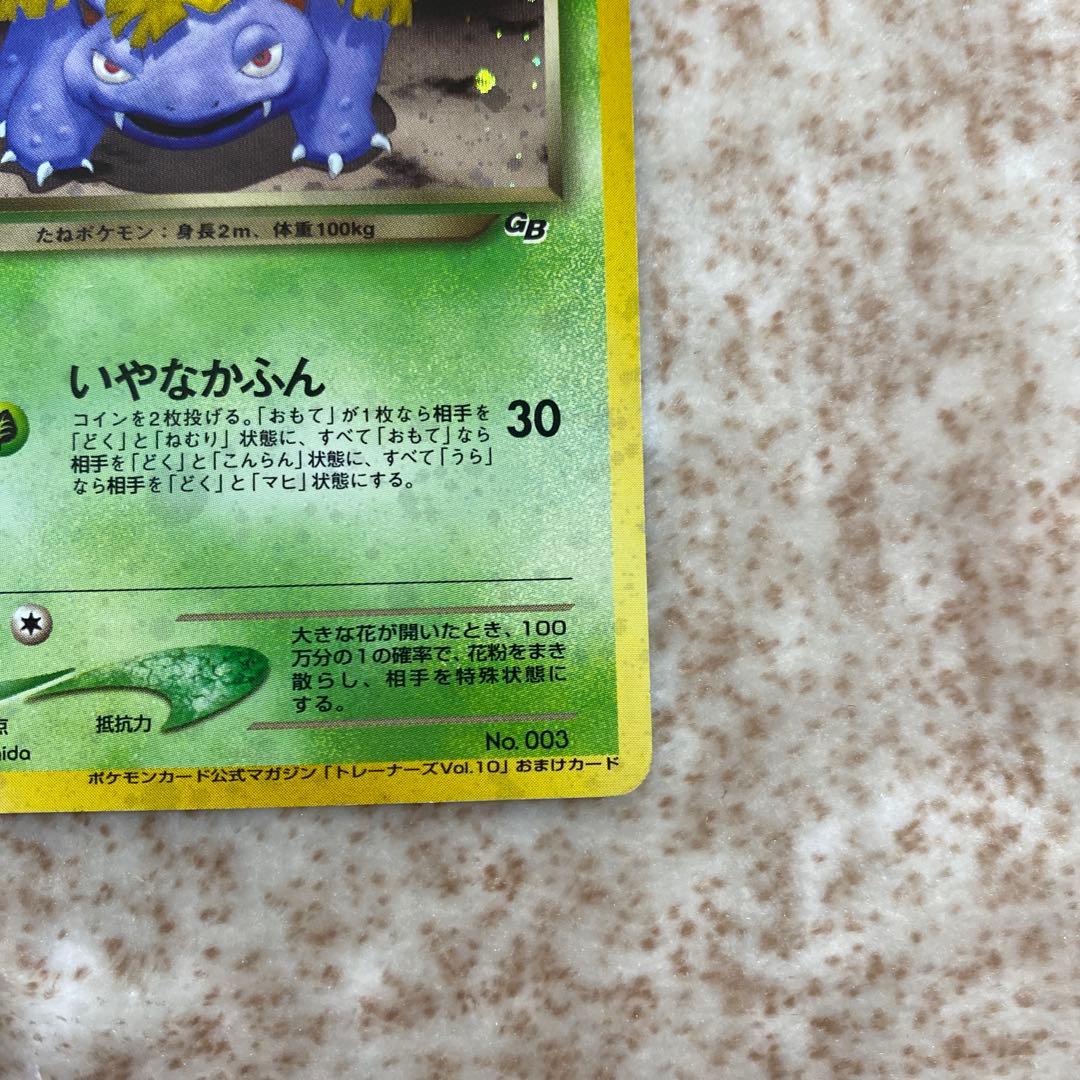 たねポケモン：身長2m、体重100kg
GB
いやなかふん
コインを2枚投げる。「おもて」が1枚なら相手を
「どく」と「ねむり」状態に、すべて「おもて」なら
相手を「どく」と「こんらん」状態に、すべて「うら」
なら相手を「どく」と「マヒ」状態にする。
30
大きな花が開いたとき、100
万分の1の確率で、花粉をまき
散らし、相手を特殊状態に
する。
点
抵抗力
No. 003
ida
ポケモンカード公式マガジン「トレーナーズVol.10」おまけカード